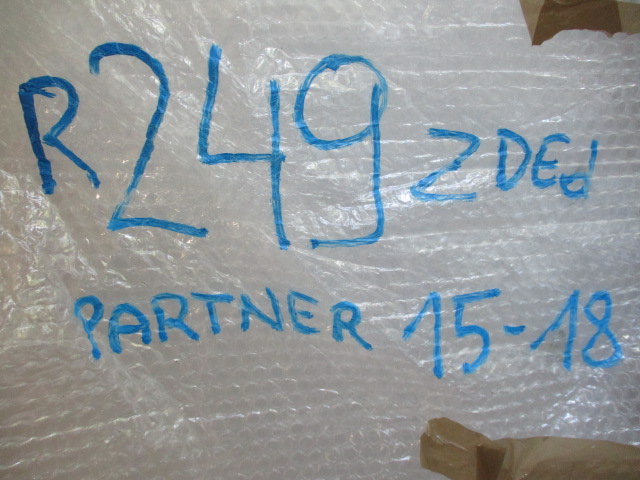 R249 ZDEd
PARTNER 15-18